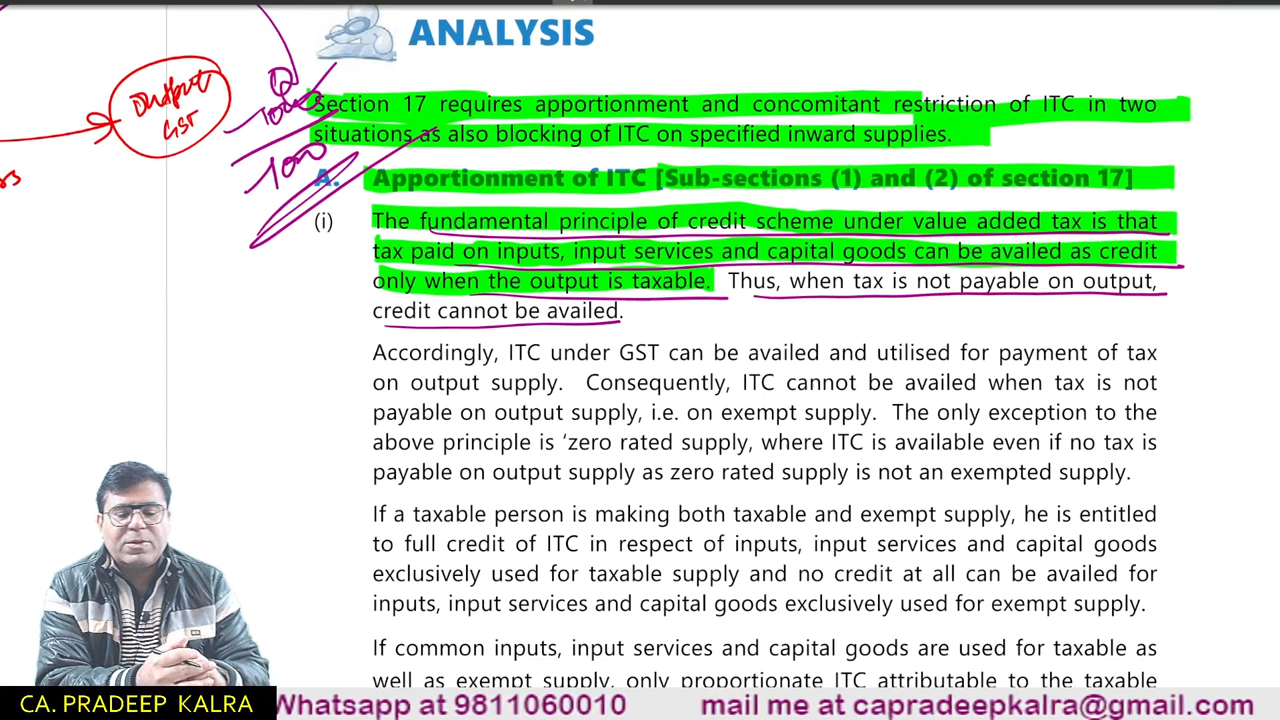 ANALYSIS
Output
GST
Section 17 requires apportionment and concomitant restriction of ITC in two
situations as also blocking of ITC on specified inward supplies.
A. Apportionment of ITC [Sub-sections (1) and (2) of section 17]
(i) The fundamental principle of credit scheme under value added tax is that
tax paid on inputs, input services and capital goods can be availed as credit
only when the output is taxable. Thus, when tax is not payable on output,
credit cannot be availed.
Accordingly, ITC under GST can be availed and utilised for payment of tax
on output supply. Consequently, ITC cannot be availed when tax is not
payable on output supply, i.e. on exempt supply. The only exception to the
above principle is ‘zero rated supply, where ITC is available even if no tax is
payable on output supply as zero rated supply is not an exempted supply.
If a taxable person is making both taxable and exempt supply, he is entitled
to full credit of ITC in respect of inputs, input services and capital goods
exclusively used for taxable supply and no credit at all can be availed for
inputs, input services and capital goods exclusively used for exempt supply.
If common inputs, input services and capital goods are used for taxable as
well as exempt supply, only proportionate ITC attributable to the taxable
CA. PRADEEP KALRA
Whatsapp at 9811060010 mail me at capradeepkalra@gmail.com